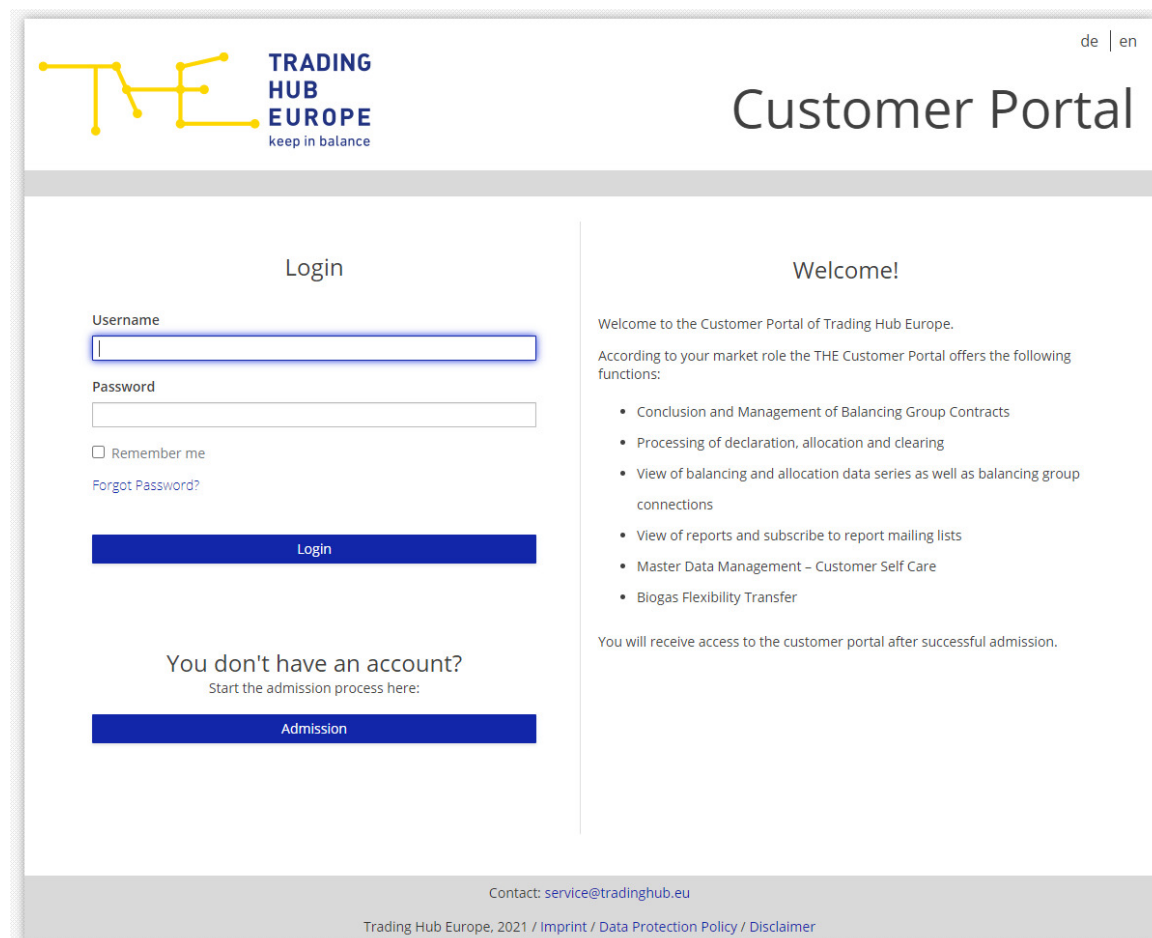 de | en
THE
TRADING
HUB
EUROPE
keep in balance
Customer Portal
Login
Username
Password
Remember me
Forgot Password?
Login
You don't have an account?
Start the admission process here:
Admission
Welcome!
Welcome to the Customer Portal of Trading Hub Europe.
According to your market role the THE Customer Portal offers the following
functions:
• Conclusion and Management of Balancing Group Contracts
• Processing of declaration, allocation and clearing
• View of balancing and allocation data series as well as balancing group
connections
• View of reports and subscribe to report mailing lists
• Master Data Management – Customer Self Care
• Biogas Flexibility Transfer
You will receive access to the customer portal after successful admission.
Contact: service@tradinghub.eu
Trading Hub Europe, 2021 / Imprint / Data Protection Policy / Disclaimer